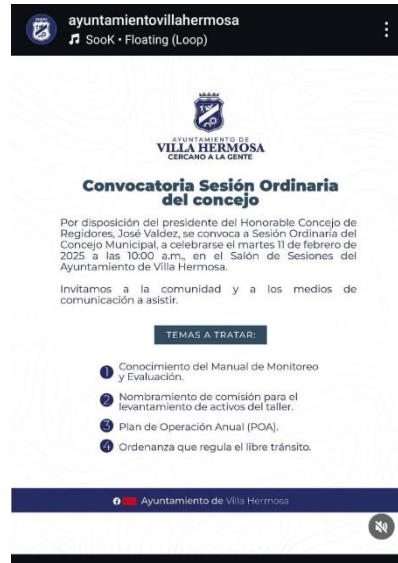 ayuntamientovillahermosa
SooK • Floating (Loop)
AYUNTAMIENTO DE
VILLA HERMOSA
CERCANO A LA GENTE
Convocatoria Sesión Ordinaria
del concejo
Por disposición del presidente del Honorable Concejo de
Regidores, José Valdez, se convoca a Sesión Ordinaria del
Concejo Municipal, a celebrarse el martes 11 de febrero de
2025 a las 10:00 a.m., en el Salón de Sesiones del
Ayuntamiento de Villa Hermosa.
Invitamos a la comunidad y a los medios de
comunicación a asistir.
TEMAS A TRATAR:
1 Conocimiento del Manual de Monitoreo
y Evaluación.
2 Nombramiento de comisión para el
levantamiento de activos del taller.
3 Plan de Operación Anual (POA).
4 Ordenanza que regula el libre tránsito.
Ayuntamiento de Villa Hermosa